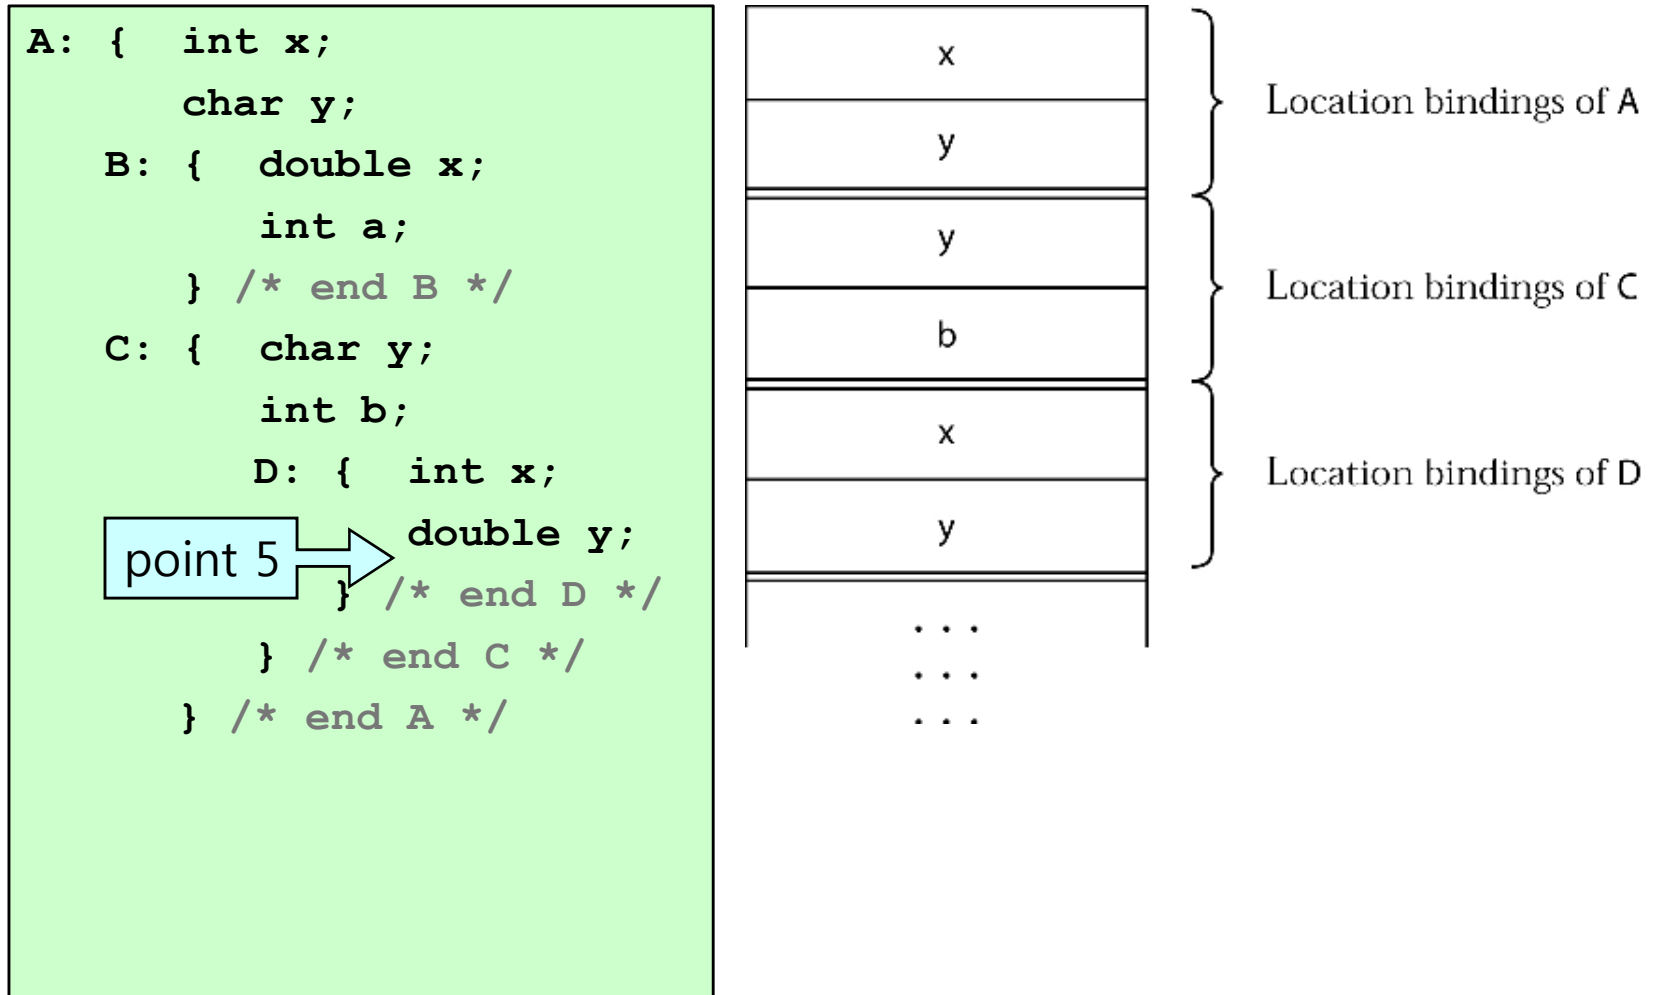 A: { int x;
char y;
B: { double x;
int a;
} /* end B */
C: { char y;
int b;
D: { int x;
double y;
point 5
} /* end D */
} /* end C */
} /* end A */
x
y
Location bindings of A
y
b
Location bindings of C
x
y
Location bindings of D
. . .
. . .
. . .